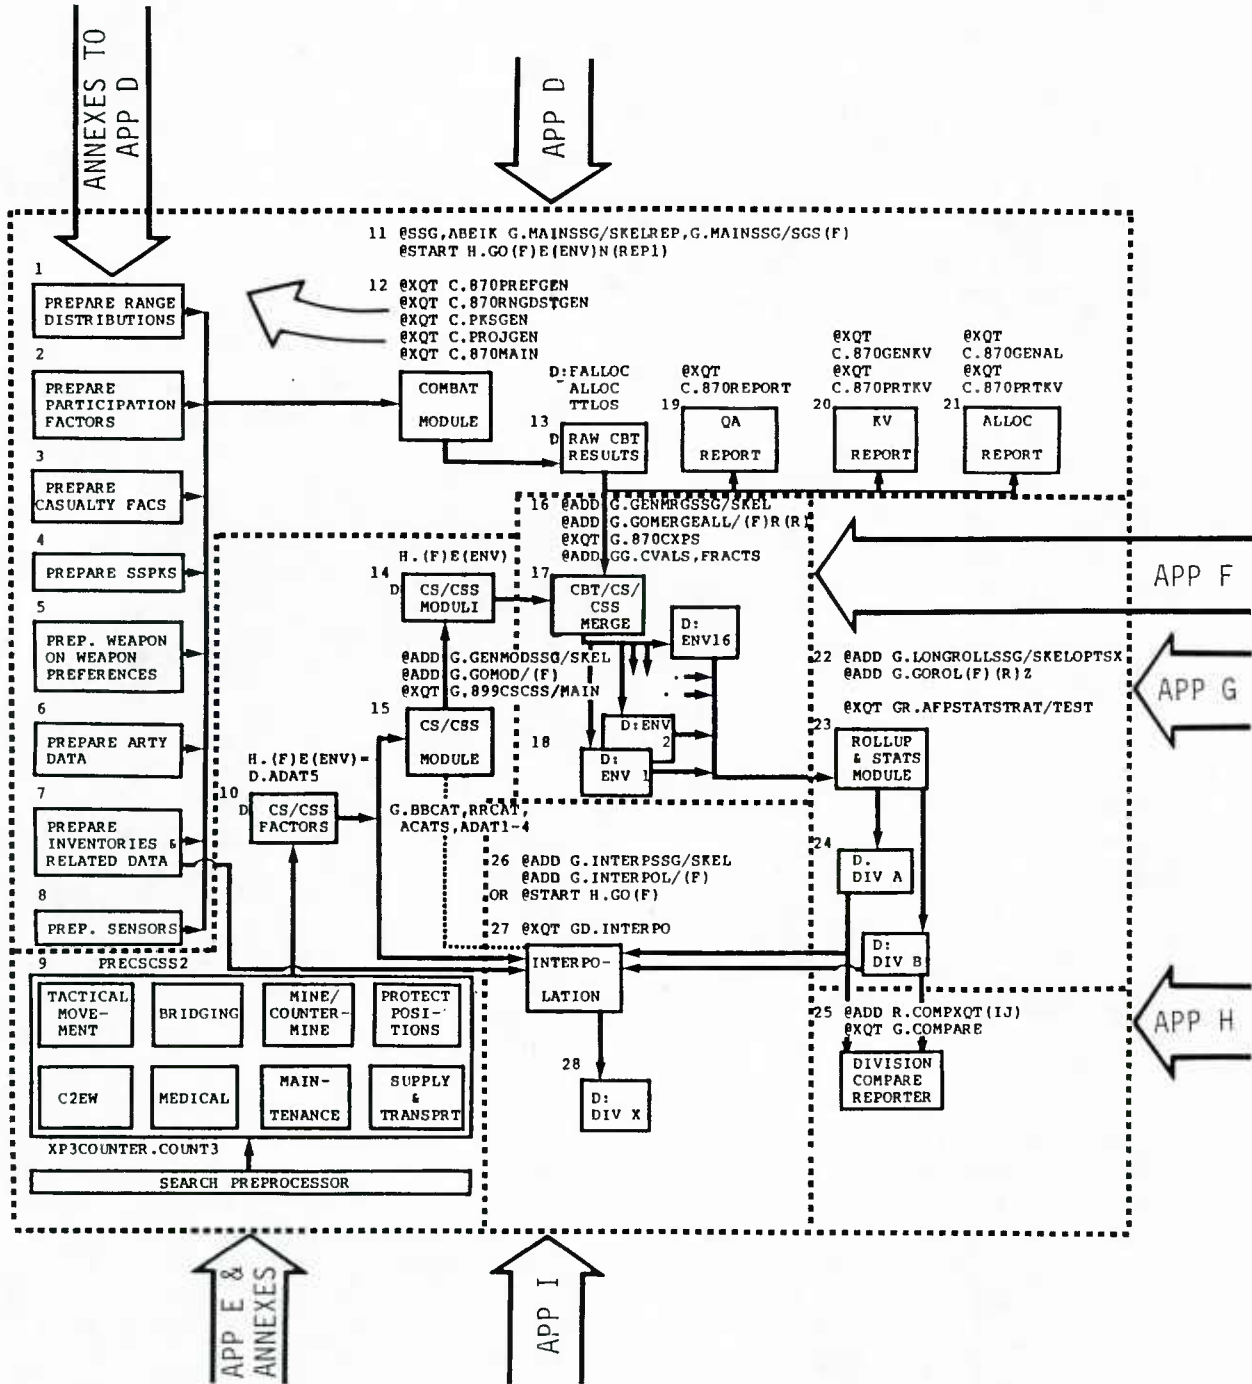 ANNEXES TO
APP D
APP D
11 @SSG,ABEIK G.MAINSSG/SKELREP,G.MAINSSG/SGS(F)
@START H.GO(F)E(ENV)N(REP1)
12 @XQT C.870PREFGEN
@XQT C.870RNGDSTGEN
@XQT C.PKSGEN
@XQT C.PROJGEN
@XQT C.870MAIN
1
PREPARE RANGE
DISTRIBUTIONS
2
PREPARE
PARTICIPATION
FACTORS
3
PREPARE
CASUALTY FACS
4
PREPARE SSPKS
5
PREP. WEAPON
ON WEAPON
PREFERENCES
6
PREPARE ARTY
DATA
7
PREPARE
INVENTORIES &
RELATED DATA
8
PREP. SENSORS
COMBAT
MODULE
D:FALLOC
ALLOC
TTLOS
13
D RAW CBT
RESULTS
@XQT
C.870REPORT
19
QA
REPORT
@XQT
C.870GENKV
@XQT
C.870PRTKV
20
KV
REPORT
@XQT
C.870GENAL
@XQT
C.870PRTKV
21
ALLOC
REPORT
16 @ADD G.GENMRGSSG/SKEL
@ADD G.GOMERGEALL/(F)R(R)
@XQT G.870CXPS
@ADD GG.CVALS,FRACTS
H.(F)E(ENV)
14
D CS/CSS
MODULI
17
CBT/CS/
CSS
MERGE
D:
ENV16
@ADD G.GENMODSSG/SKEL
@ADD G.GOMOD/(F)
@XQT G.899CSCSS/MAIN
15
CS/CSS
MODULE
18
D:ENV
2
D:
ENV 1
APP F
22 @ADD G.LONGROLLSSG/SKELOPTSX
@ADD G.GOROL(F)(R)Z
@XQT GR.AFPSTATSTRAT/TEST
APP G
23
ROLLUP
& STATS
MODULE
H.(F)E(ENV)=
D.ADAT5
10
D CS/CSS
FACTORS
G.BBCAT,RRCAT,
ACATS,ADAT1-4
24
D.
DIV A
D:
DIV B
26 @ADD G.INTERPSSG/SKEL
@ADD G.INTERPOL/(F)
OR @START H.GO(F)
27 @XQT GD.INTERPO
INTERPO-
LATION
28
D:
DIV X
25 @ADD R.COMPXQT(IJ)
@XQT G.COMPARE
DIVISION
COMPARE
REPORTER
APP H
9
PRECSCSS2
TACTICAL
MOVE-
MENT
BRIDGING
MINE/
COUNTER-
MINE
PROTECT
POSI-
TIONS
C2EW
MEDICAL
MAIN-
TENANCE
SUPPLY
&
TRANSPRT
XP3COUNTER.COUNT3
SEARCH PREPROCESSOR
APP E &
ANNEXES
APP I